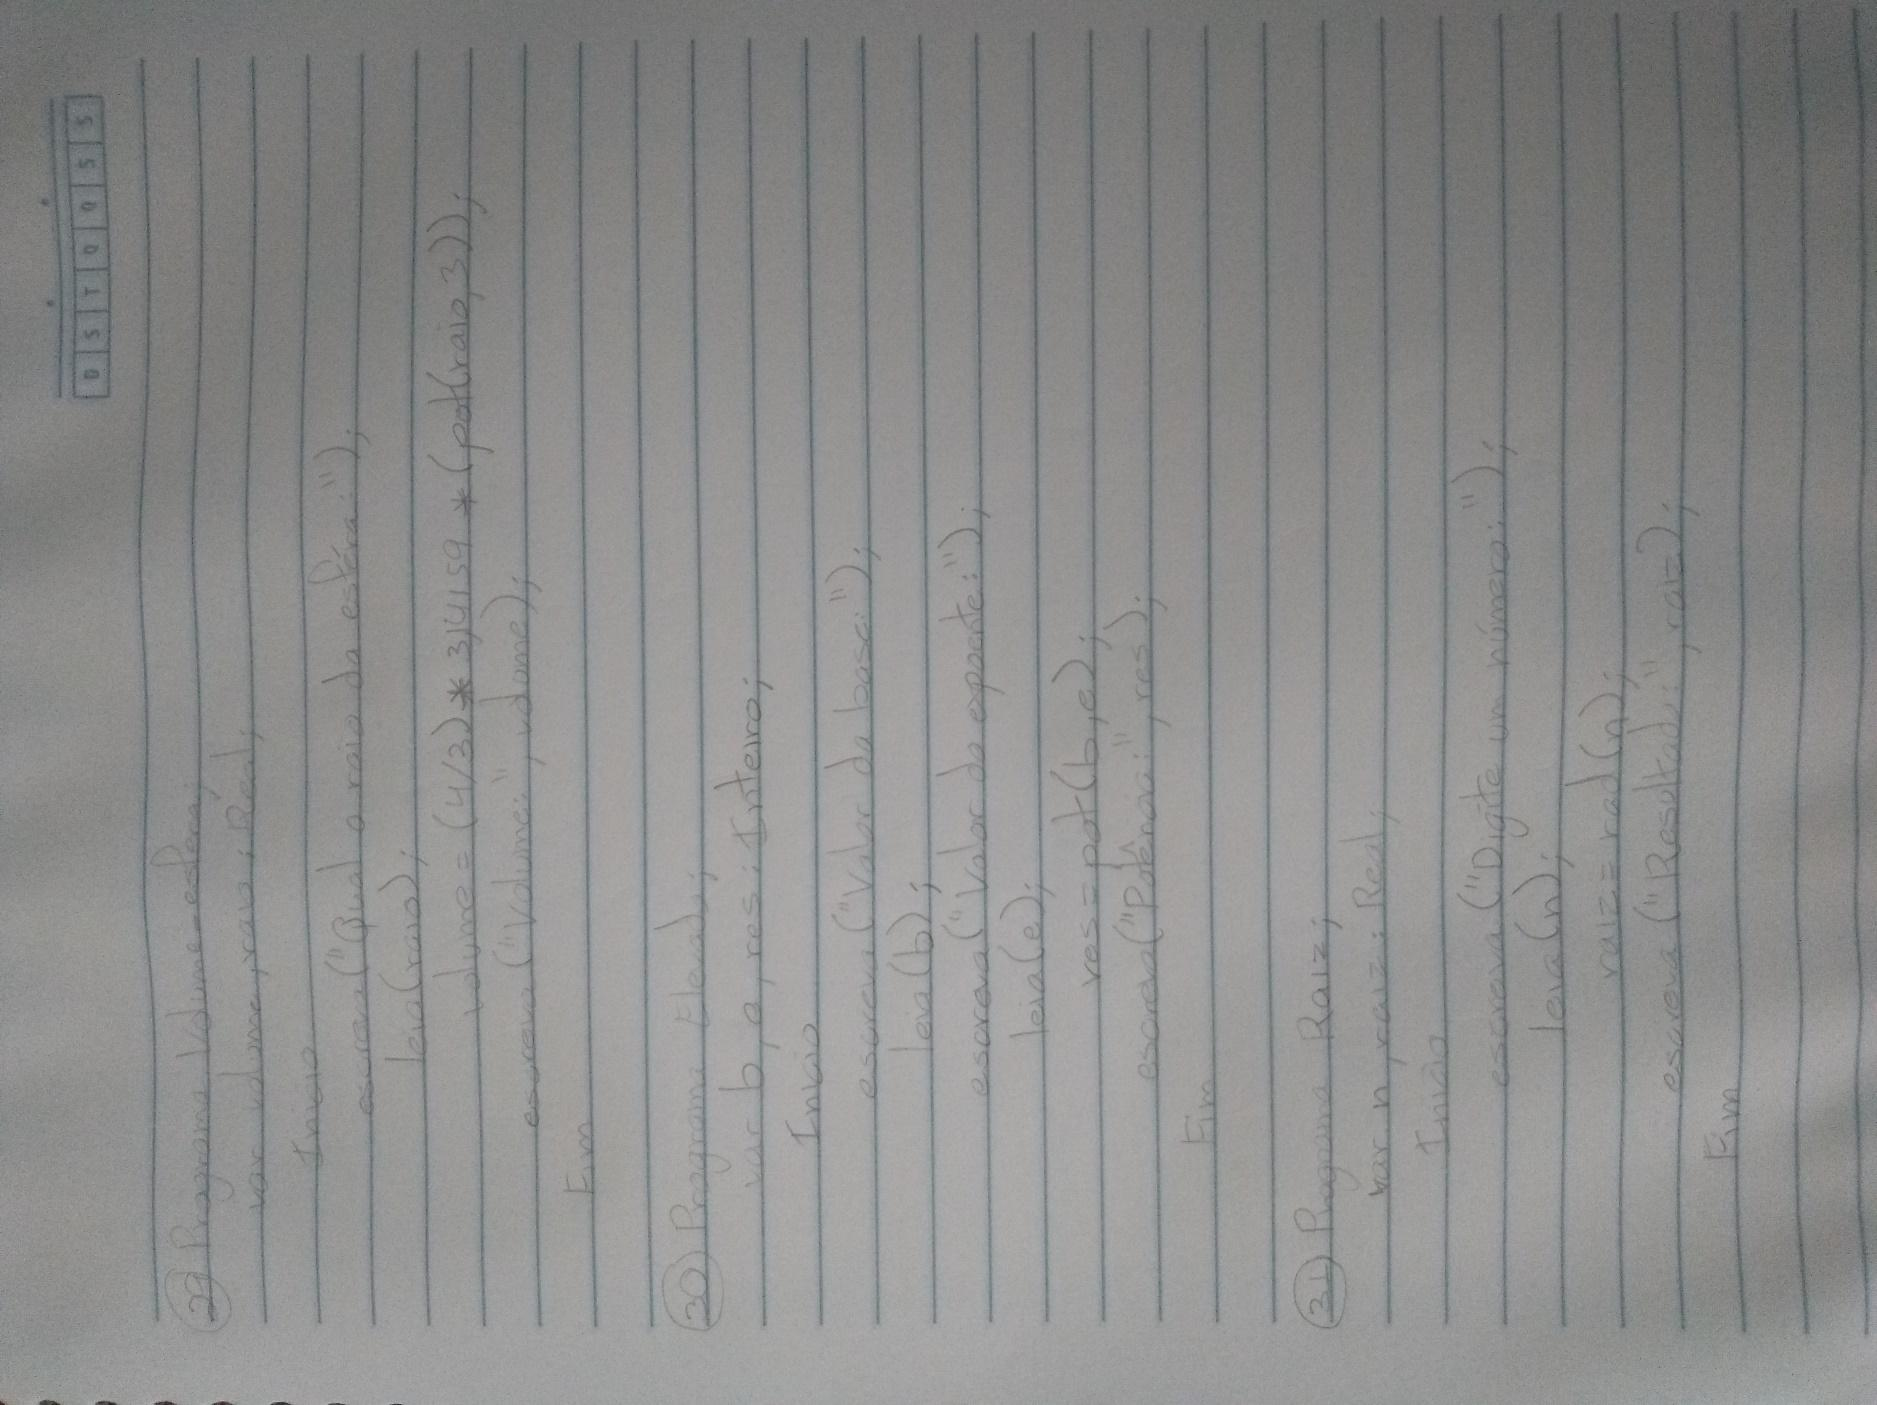 D S T Q Q S S
29 Programa Volume-esfera;
var volume, raio: Real;
Inicio
escreva("Qual o raio da esféra:");
leia(raio);
volume=(4/3)*3,14159*(pot(raio,3));
escreva("Volume:", volume);
Fim
30 Programa Elevado;
var b, e, res: Inteiro;
Inicio
escreva("Valor da base:");
leia(b);
escreva("Valor do expoente:");
leia(e);
res=pot(b,e);
escreva("Potência:", res);
Fim
31 Programa Raiz;
var n, raiz: Real;
Inicio
escreva("Digite um número:");
leia(n);
raiz=rad(n);
escreva("Resultado:", raiz);
Fim